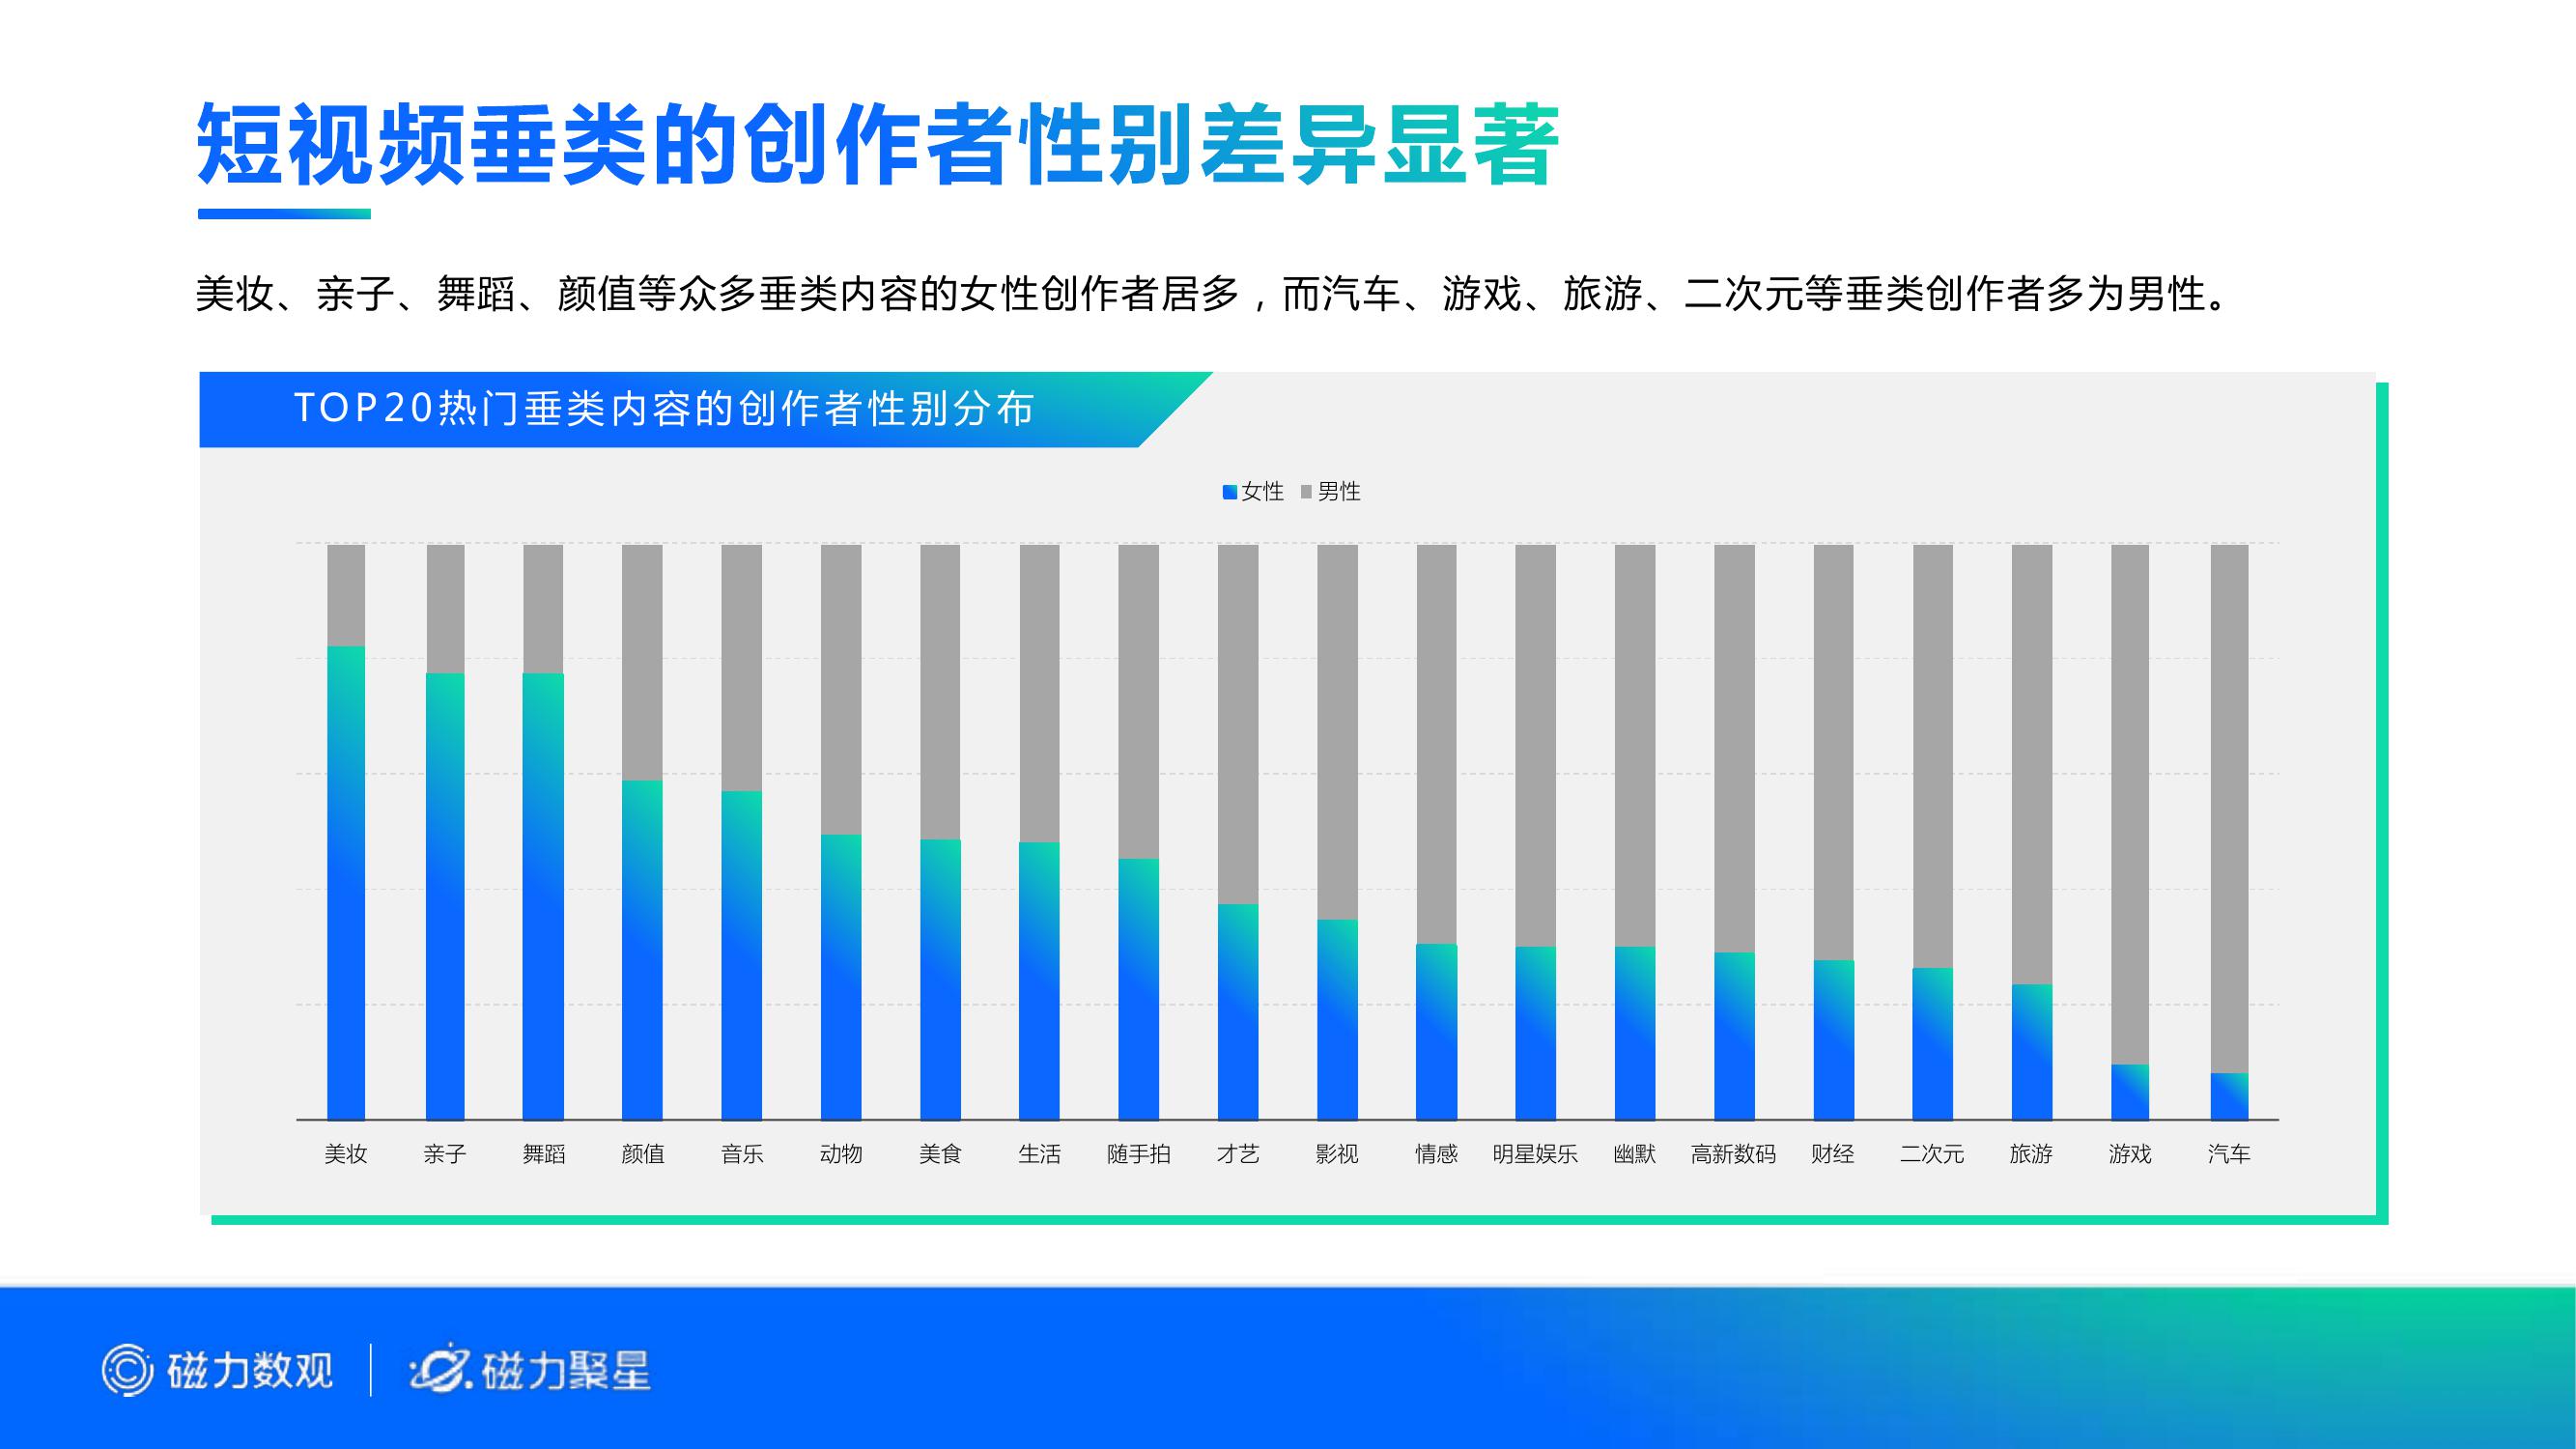 短视频垂类的创作者性别差异显著
美妆、亲子、舞蹈、颜值等众多垂类内容的女性创作者居多，而汽车、游戏、旅游、二次元等垂类创作者多为男性。
TOP20热门垂类内容的创作者性别分布
女性 男性
美妆 亲子 舞蹈 颜值 音乐 动物 美食 生活 随手拍 才艺 影视 情感 明星娱乐 幽默 高新数码 财经 二次元 旅游 游戏 汽车
磁力数观 磁力聚星